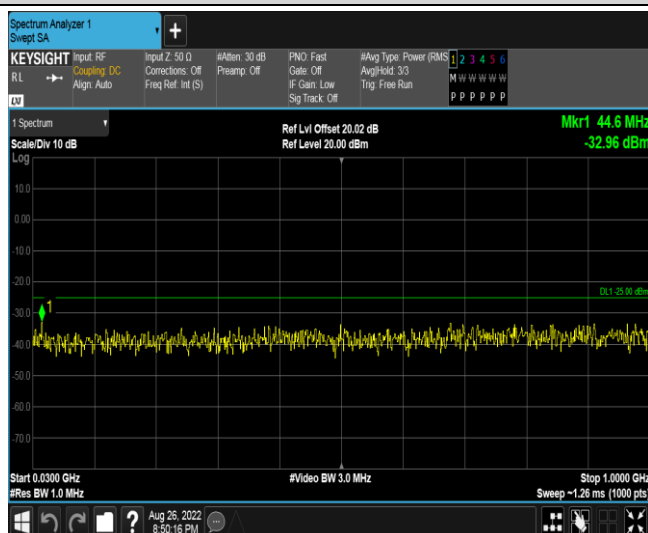 Spectrum Analyzer 1
Swept SA
KEYSIGHT
RL
LXI
Input: RF
Coupling: DC
Align: Auto
Input Z: 50 Ω
Corrections: Off
Freq Ref: Int (S)
#Atten: 30 dB
Preamp: Off
PNO: Fast
Gate: Off
IF Gain: Low
Sig Track: Off
#Avg Type: Power (RMS
Avg|Hold: 3/3
Trig: Free Run
1 2 3 4 5 6
M W W W W W
P P P P P P
1 Spectrum
Scale/Div 10 dB
Ref Lvl Offset 20.02 dB
Ref Level 20.00 dBm
Mkr1 44.6 MHz
-32.96 dBm
Log
10.0
0.00
-10.0
-20.0
DL1 -25.00 dBm
-30.0
1
-40.0
-50.0
-60.0
-70.0
Start 0.0300 GHz
#Res BW 1.0 MHz
#Video BW 3.0 MHz
Stop 1.0000 GHz
Sweep ~1.26 ms (1000 pts)
?
Aug 26, 2022
8:50:16 PM